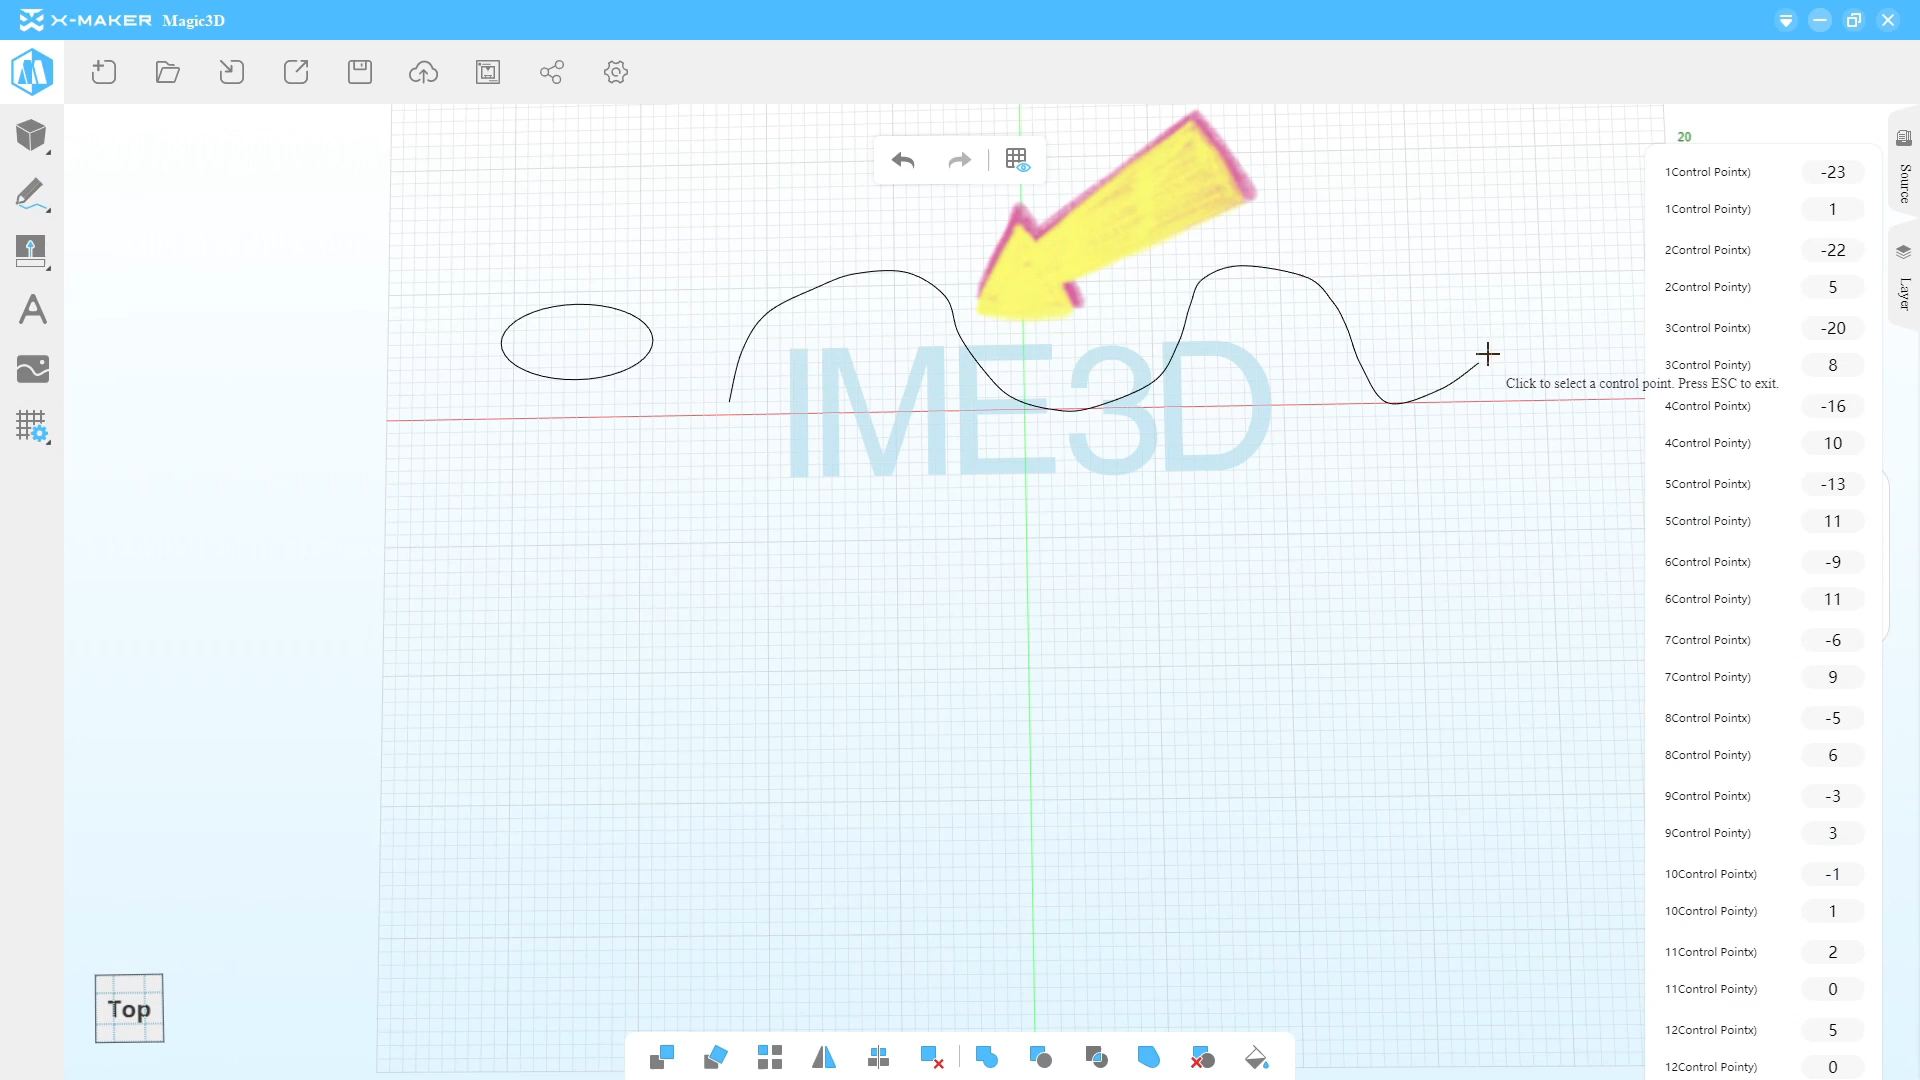 X-MAKER Magic3D
20
Source
Layer
1Control Pointx) -23
1Control Pointy) 1
2Control Pointx) -22
2Control Pointy) 5
3Control Pointx) -20
3Control Pointy) 8
Click to select a control point. Press ESC to exit.
4Control Pointx) -16
4Control Pointy) 10
5Control Pointx) -13
5Control Pointy) 11
6Control Pointx) -9
6Control Pointy) 11
7Control Pointx) -6
7Control Pointy) 9
8Control Pointx) -5
8Control Pointy) 6
9Control Pointx) -3
9Control Pointy) 3
10Control Pointx) -1
10Control Pointy) 1
11Control Pointx) 2
11Control Pointy) 0
12Control Pointx) 5
12Control Pointy) 0
IME3D
Top